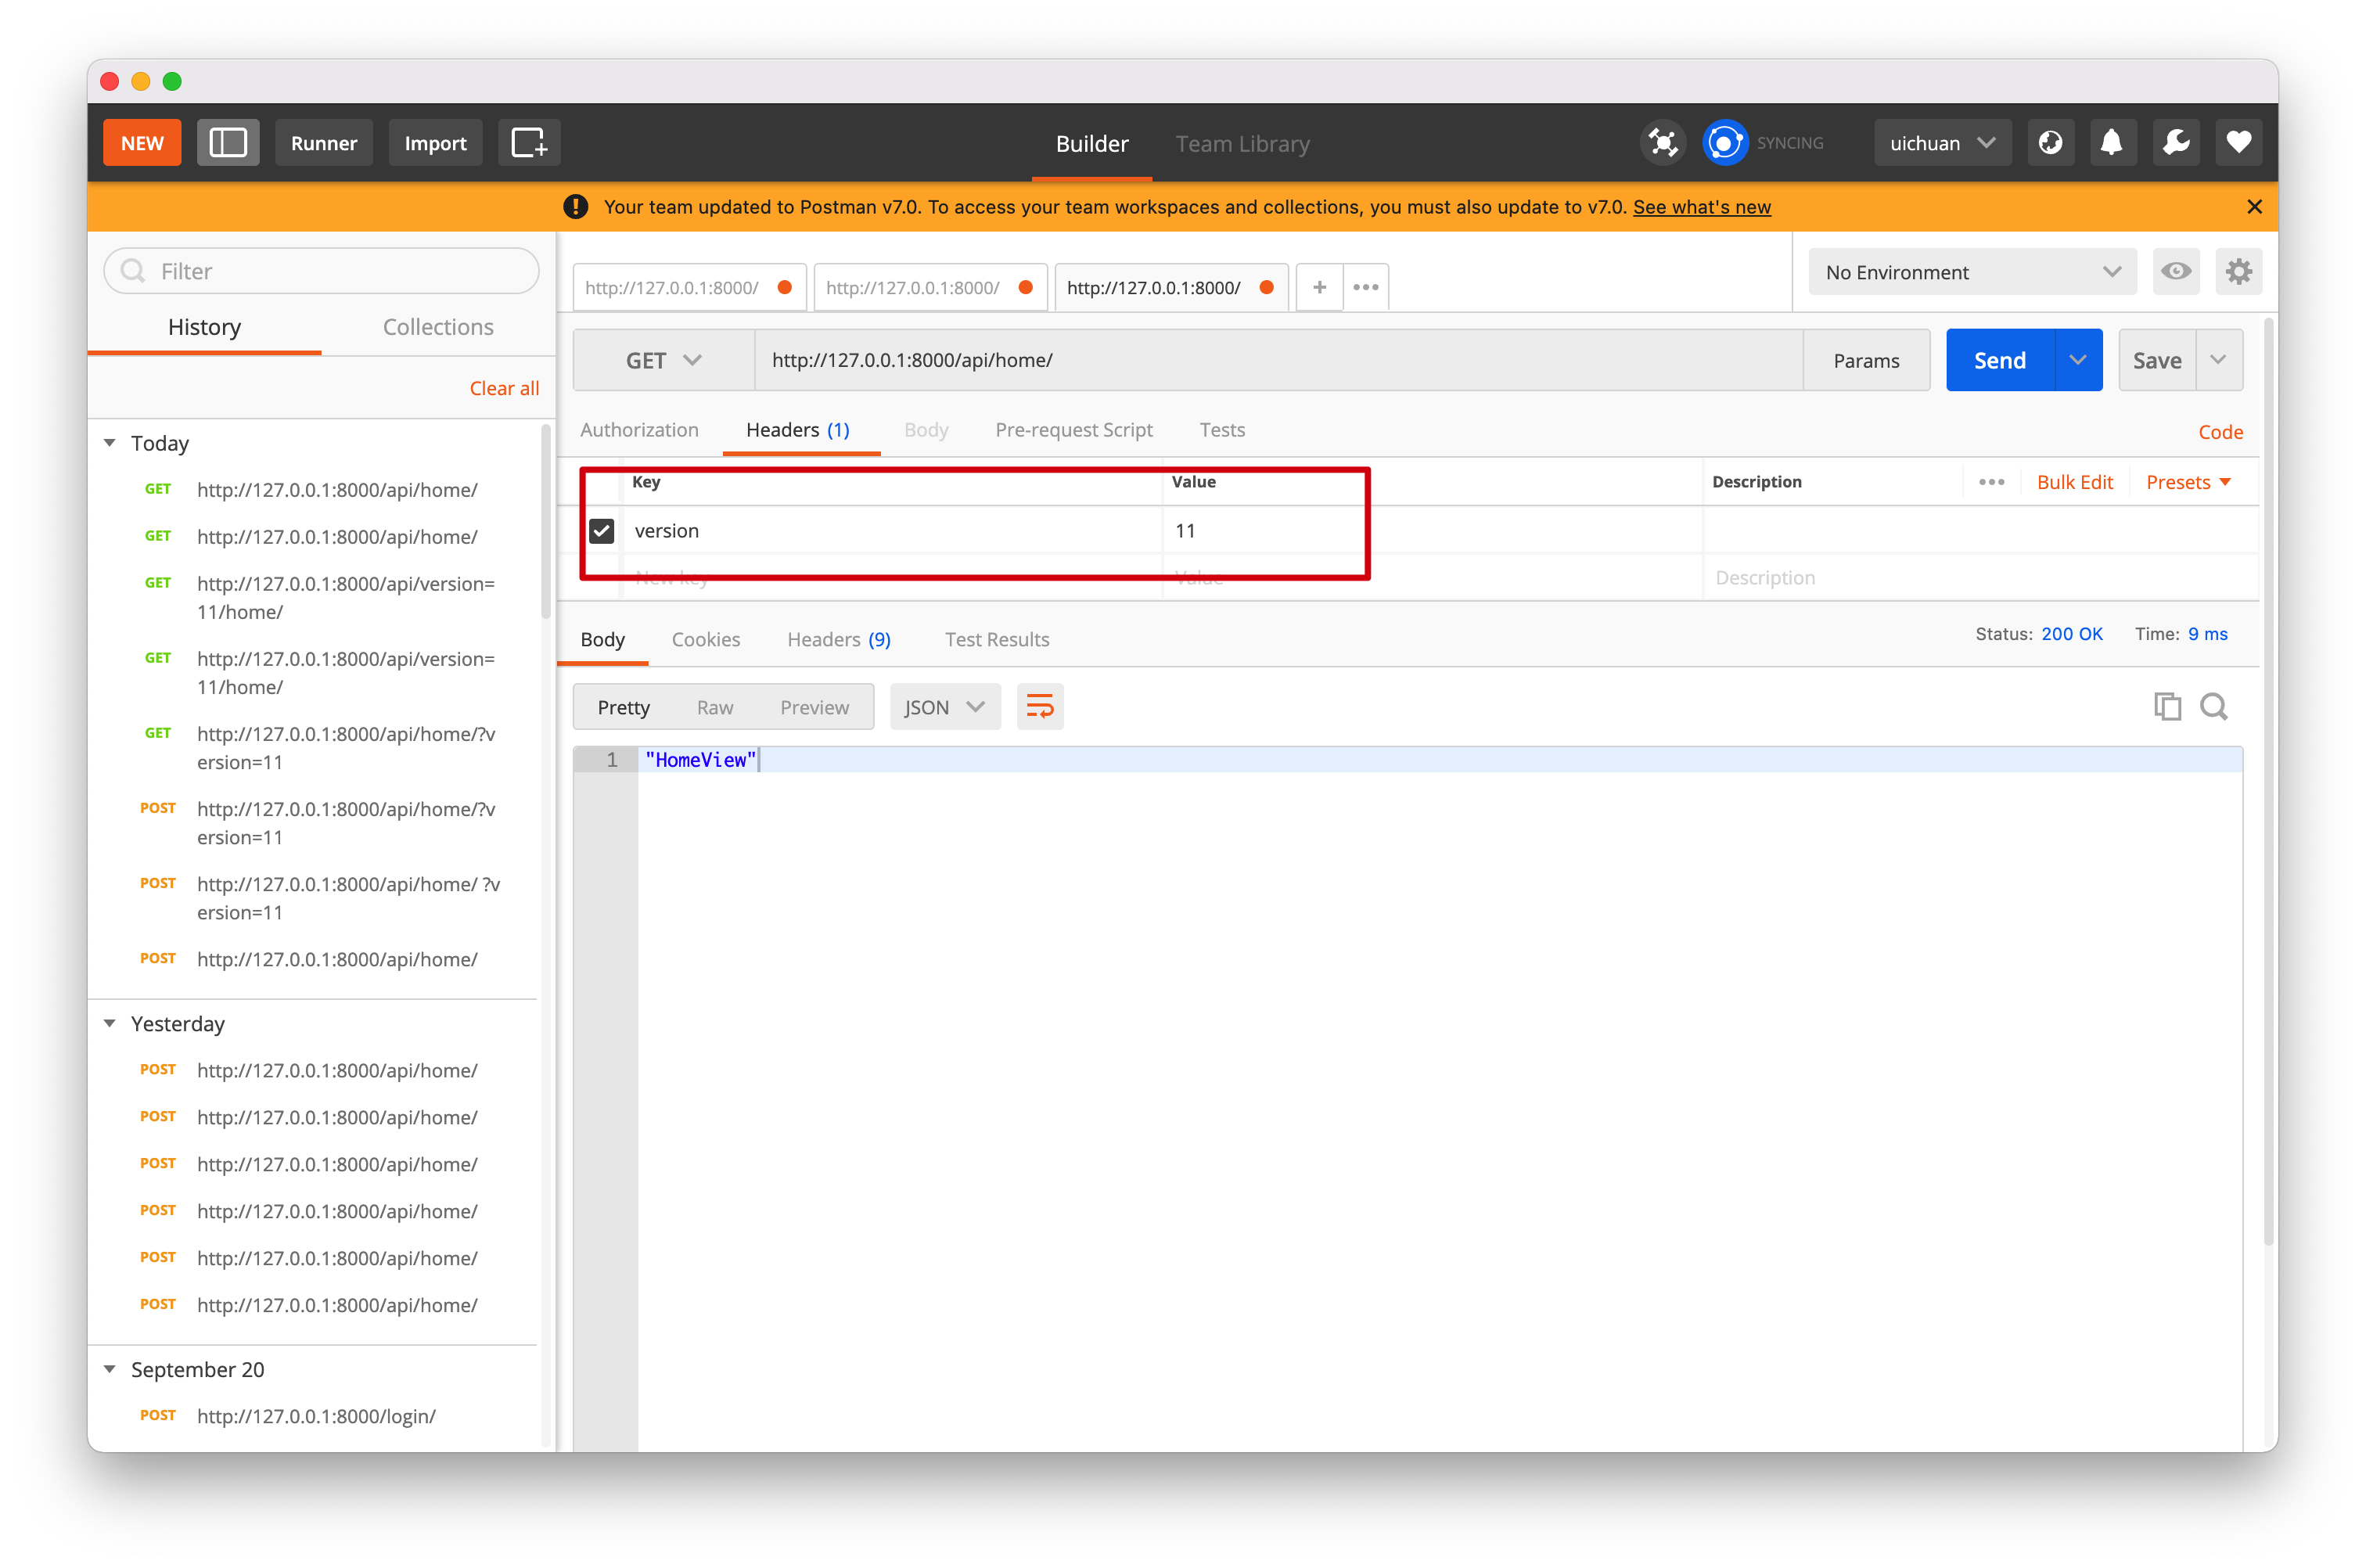 NEW
Runner
Import
Builder
Team Library
SYNCING
uichuan
Your team updated to Postman v7.0. To access your team workspaces and collections, you must also update to v7.0. See what's new
Filter
History
Collections
Clear all
Today
GET http://127.0.0.1:8000/api/home/
GET http://127.0.0.1:8000/api/home/
GET http://127.0.0.1:8000/api/version=
11/home/
GET http://127.0.0.1:8000/api/version=
11/home/
GET http://127.0.0.1:8000/api/home/?v
ersion=11
POST http://127.0.0.1:8000/api/home/?v
ersion=11
POST http://127.0.0.1:8000/api/home/ ?v
ersion=11
POST http://127.0.0.1:8000/api/home/
Yesterday
POST http://127.0.0.1:8000/api/home/
POST http://127.0.0.1:8000/api/home/
POST http://127.0.0.1:8000/api/home/
POST http://127.0.0.1:8000/api/home/
POST http://127.0.0.1:8000/api/home/
POST http://127.0.0.1:8000/api/home/
September 20
POST http://127.0.0.1:8000/login/
http://127.0.0.1:8000/
http://127.0.0.1:8000/
http://127.0.0.1:8000/
No Environment
GET
http://127.0.0.1:8000/api/home/
Params
Send
Save
Authorization
Headers (1)
Body
Pre-request Script
Tests
Code
Key
Value
Description
Bulk Edit
Presets
version
11
New key
Value
Description
Body
Cookies
Headers (9)
Test Results
Status: 200 OK
Time: 9 ms
Pretty
Raw
Preview
JSON
1 "HomeView"